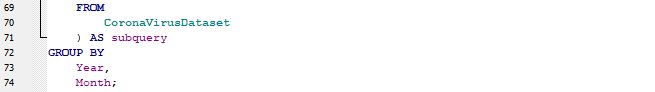 69 FROM
70 CoronaVirusDataset
71 ) AS subquery
72 GROUP BY
73 Year,
74 Month;